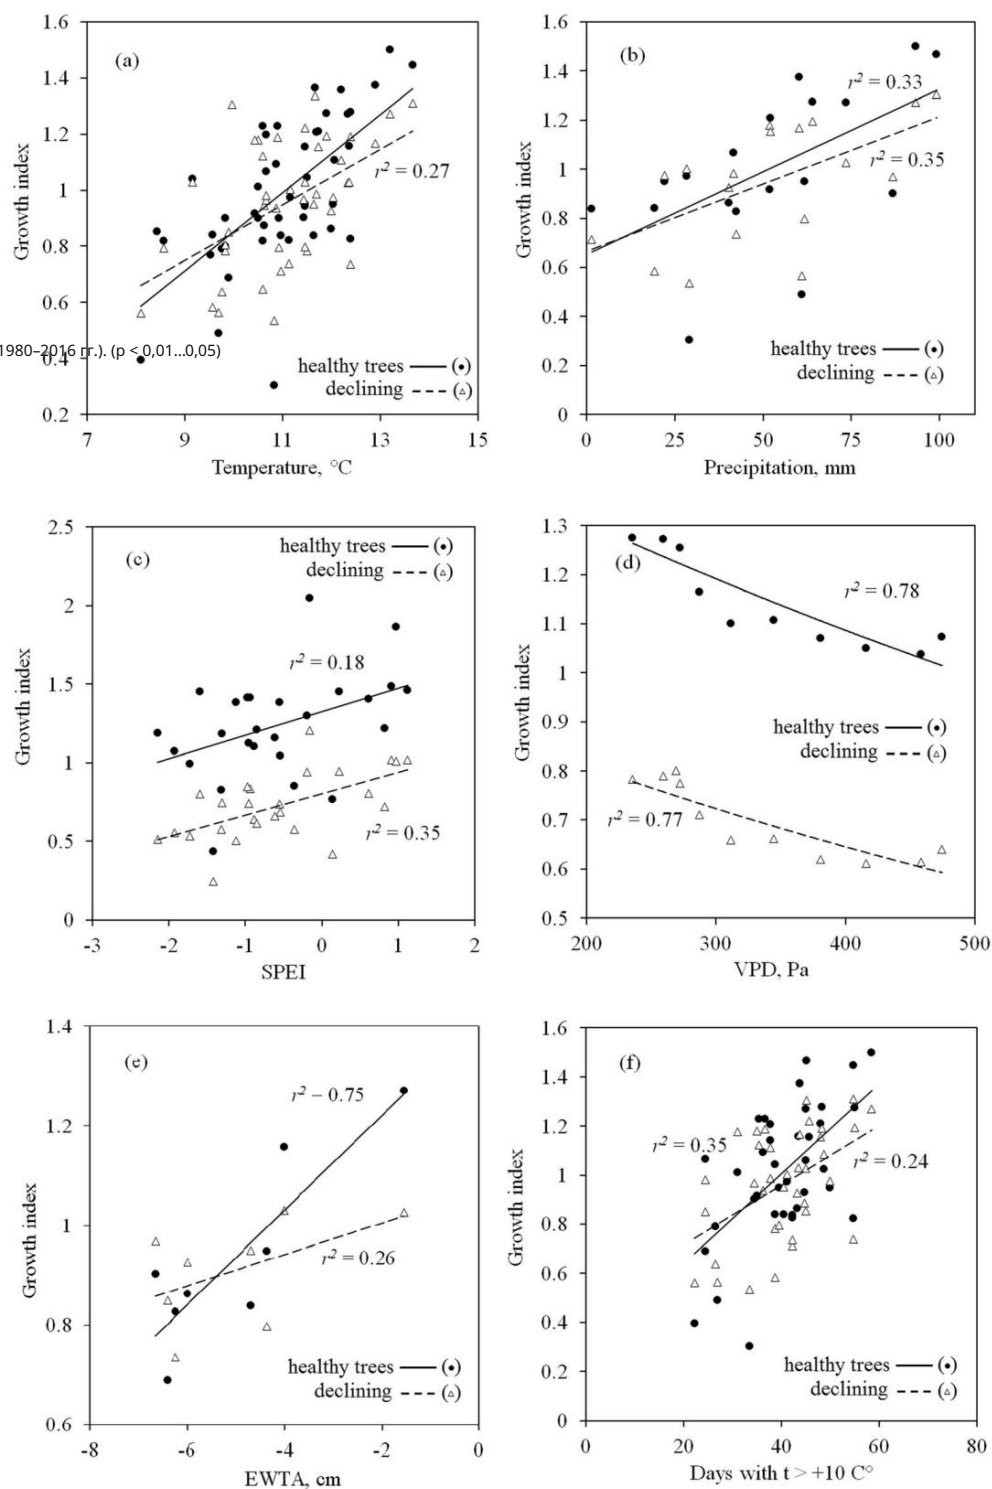 (a)
r² = 0.27
healthy trees (•)
declining (△)
1.6
1.4
1.2
1
0.8
0.6
0.4
0.2
7 9 11 13 15
Growth index
Temperature, °C
1980–2016 гг.). (p < 0,01...0,05)
(b)
r² = 0.33
r² = 0.35
healthy trees (•)
declining (△)
1.6
1.4
1.2
1
0.8
0.6
0.4
0.2
0
0 25 50 75 100
Growth index
Precipitation, mm
(c)
healthy trees (•)
declining (△)
r² = 0.18
r² = 0.35
2.5
2
1.5
1
0.5
0
-3 -2 -1 0 1 2
Growth index
SPEI
(d)
r² = 0.78
healthy trees (•)
declining (△)
r² = 0.77
1.3
1.2
1.1
1
0.9
0.8
0.7
0.6
0.5
200 300 400 500
Growth index
VPD, Pa
(e)
r² – 0.75
r² = 0.26
healthy trees (•)
declining (△)
1.4
1.2
1
0.8
0.6
-8 -6 -4 -2 0
Growth index
EWTA, cm
(f)
r² = 0.35
r² = 0.24
healthy trees (•)
declining (△)
1.6
1.4
1.2
1
0.8
0.6
0.4
0.2
0
0 20 40 60 80
Growth index
Days with t > +10 C°